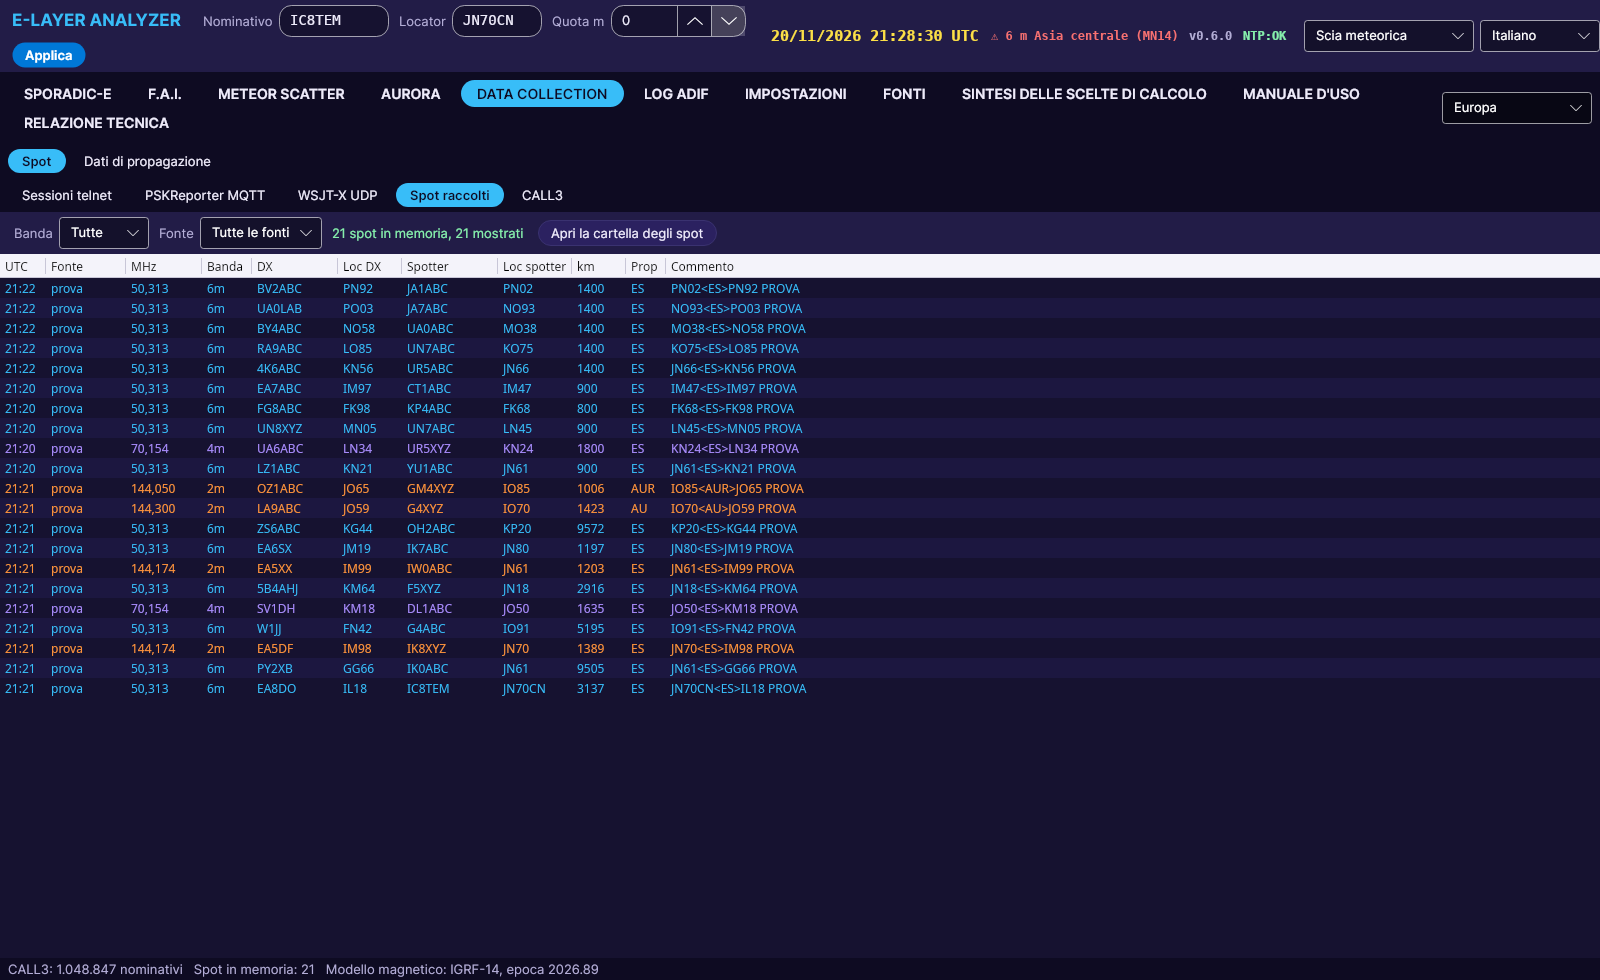 E-LAYER ANALYZER Nominativo IC8TEM Locator JN70CN Quota m 0
20/11/2026 21:28:30 UTC ⚠ 6 m Asia centrale (MN14) v0.6.0 NTP:OK Scia meteorica Italiano
Applica
SPORADIC-E F.A.I. METEOR SCATTER AURORA DATA COLLECTION LOG ADIF IMPOSTAZIONI FONTI SINTESI DELLE SCELTE DI CALCOLO MANUALE D'USO
RELAZIONE TECNICA
Europa
Spot Dati di propagazione
Sessioni telnet PSKReporter MQTT WSJT-X UDP Spot raccolti CALL3
Banda Tutte Fonte Tutte le fonti 21 spot in memoria, 21 mostrati Apri la cartella degli spot
UTC Fonte MHz Banda DX Loc DX Spotter Loc spotter km Prop Commento
21:22 prova 50,313 6m BV2ABC PN92 JA1ABC PN02 1400 ES PN02<ES>PN92 PROVA
21:22 prova 50,313 6m UA0LAB PO03 JA7ABC NO93 1400 ES NO93<ES>PO03 PROVA
21:22 prova 50,313 6m BY4ABC NO58 UA0ABC MO38 1400 ES MO38<ES>NO58 PROVA
21:22 prova 50,313 6m RA9ABC LO85 UN7ABC KO75 1400 ES KO75<ES>LO85 PROVA
21:22 prova 50,313 6m 4K6ABC KN56 UR5ABC JN66 1400 ES JN66<ES>KN56 PROVA
21:20 prova 50,313 6m EA7ABC IM97 CT1ABC IM47 900 ES IM47<ES>IM97 PROVA
21:20 prova 50,313 6m FG8ABC FK98 KP4ABC FK68 800 ES FK68<ES>FK98 PROVA
21:20 prova 50,313 6m UN8XYZ MN05 UN7ABC LN45 900 ES LN45<ES>MN05 PROVA
21:20 prova 70,154 4m UA6ABC LN34 UR5XYZ KN24 1800 ES KN24<ES>LN34 PROVA
21:20 prova 50,313 6m LZ1ABC KN21 YU1ABC JN61 900 ES JN61<ES>KN21 PROVA
21:21 prova 144,050 2m OZ1ABC JO65 GM4XYZ IO85 1006 AUR IO85<AUR>JO65 PROVA
21:21 prova 144,300 2m LA9ABC JO59 G4XYZ IO70 1423 AU IO70<AU>JO59 PROVA
21:21 prova 50,313 6m ZS6ABC KG44 OH2ABC KP20 9572 ES KP20<ES>KG44 PROVA
21:21 prova 50,313 6m EA6SX JM19 IK7ABC JN80 1197 ES JN80<ES>JM19 PROVA
21:21 prova 144,174 2m EA5XX IM99 IW0ABC JN61 1203 ES JN61<ES>IM99 PROVA
21:21 prova 50,313 6m 5B4AHJ KM64 F5XYZ JN18 2916 ES JN18<ES>KM64 PROVA
21:21 prova 70,154 4m SV1DH KM18 DL1ABC JO50 1635 ES JO50<ES>KM18 PROVA
21:21 prova 50,313 6m W1JJ FN42 G4ABC IO91 5195 ES IO91<ES>FN42 PROVA
21:21 prova 144,174 2m EA5DF IM98 IK8XYZ JN70 1389 ES JN70<ES>IM98 PROVA
21:21 prova 50,313 6m PY2XB GG66 IK0ABC JN61 9505 ES JN61<ES>GG66 PROVA
21:21 prova 50,313 6m EA8DO IL18 IC8TEM JN70CN 3137 ES JN70CN<ES>IL18 PROVA
CALL3: 1.048.847 nominativi Spot in memoria: 21 Modello magnetico: IGRF-14, epoca 2026.89